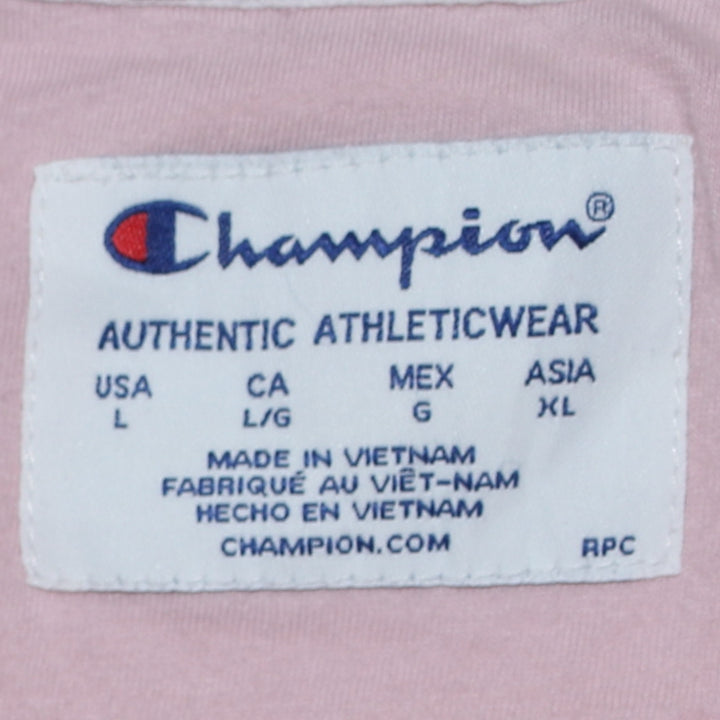 Champion®
AUTHENTIC ATHLETICWEAR
USA CA MEX ASIA
L L/G G XL
MADE IN VIETNAM
FABRIQUÉ AU VIÊT-NAM
HECHO EN VIETNAM
CHAMPION.COM RPC